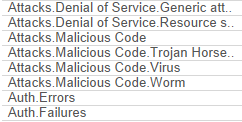 Attacks.Denial of Service.Generic att..
Attacks.Denial of Service.Resource s..
Attacks.Malicious Code
Attacks.Malicious Code.Trojan Horse..
Attacks.Malicious Code.Virus
Attacks.Malicious Code.Worm
Auth.Errors
Auth.Failures